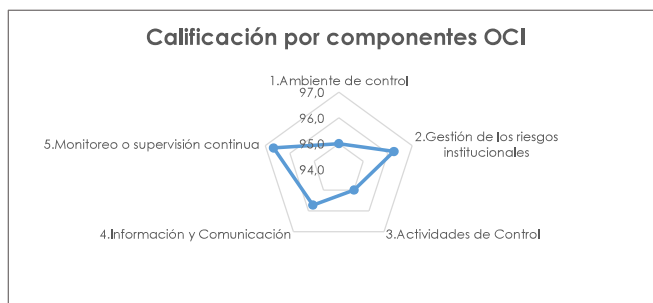 Calificación por componentes OCI
1.Ambiente de control
97,0
96,0
95,0
94,0
2.Gestión de los riesgos
institucionales
3.Actividades de Control
4.Información y Comunicación
5.Monitoreo o supervisión continua